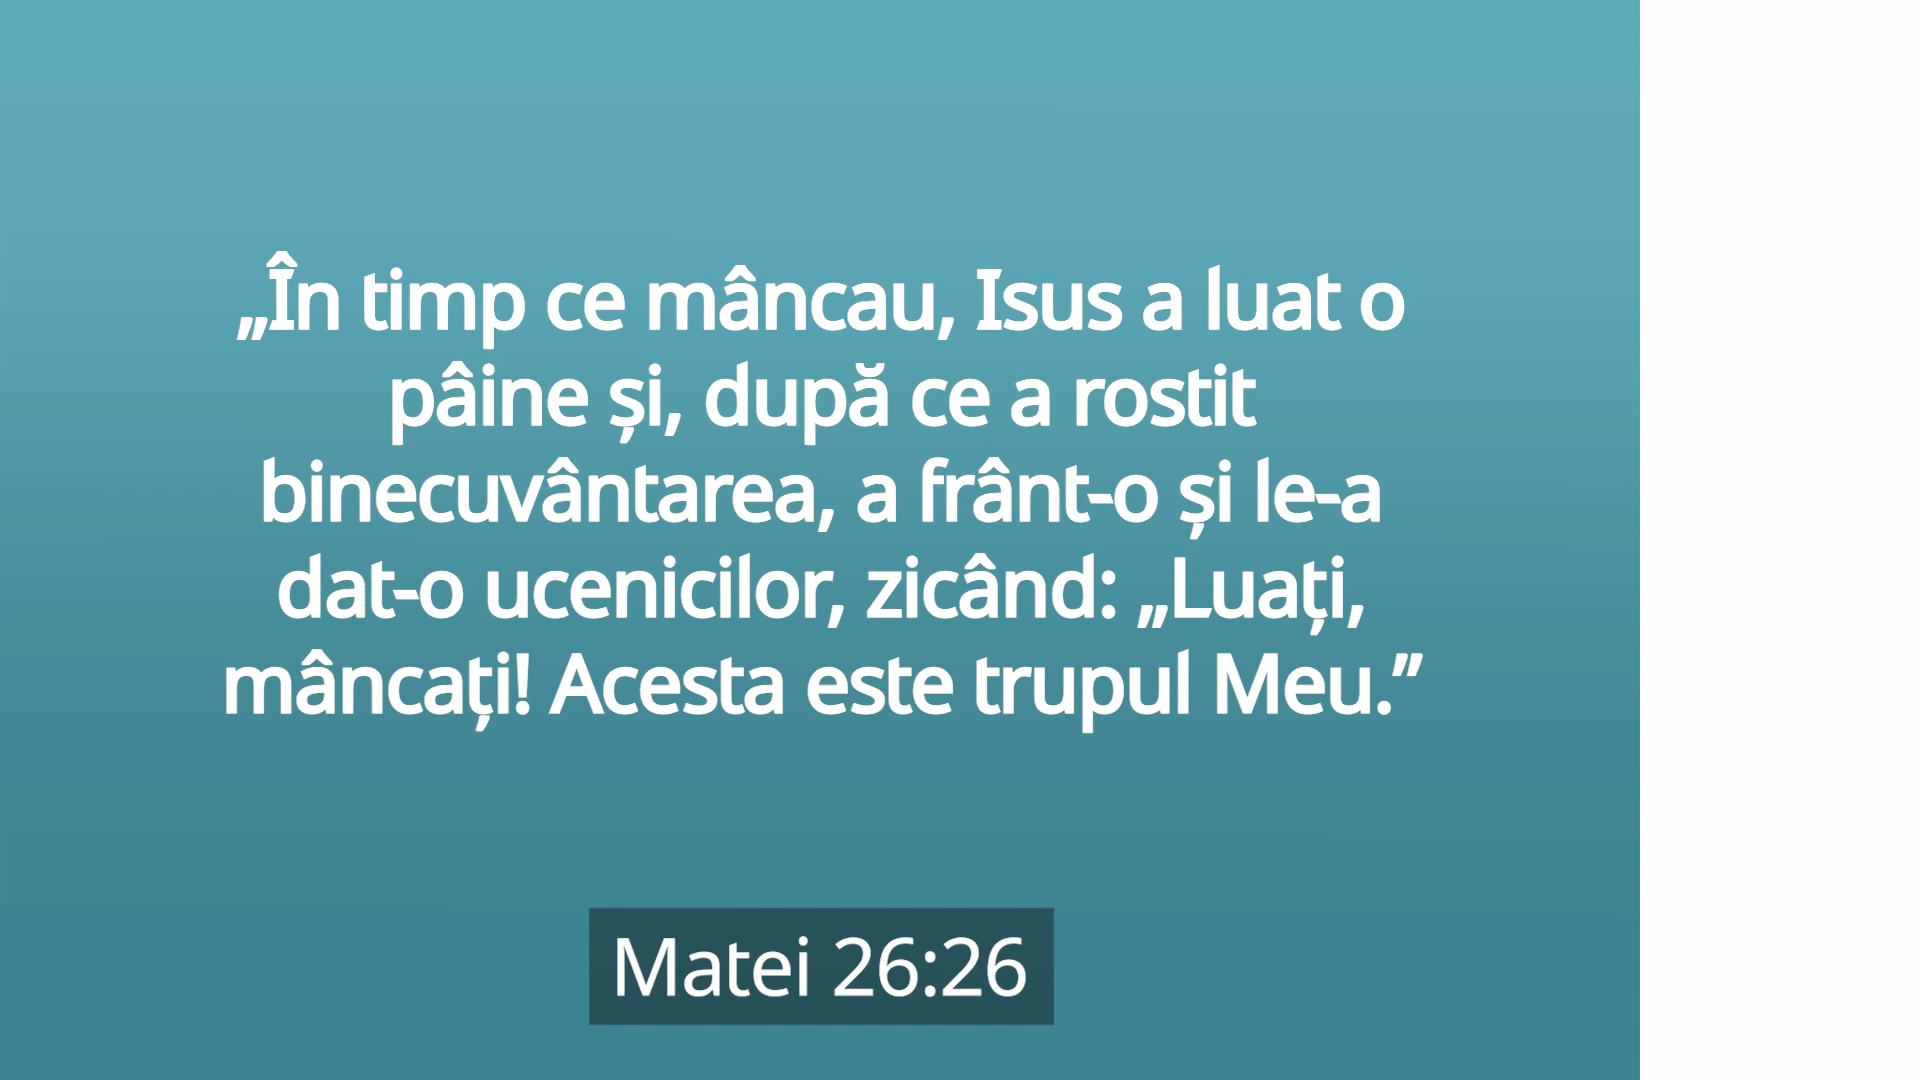 „În timp ce mâncau, Isus a luat o
pâine și, după ce a rostit
binecuvântarea, a frânt-o și le-a
dat-o ucenicilor, zicând: „Luați,
mâncați! Acesta este trupul Meu.”
Matei 26:26